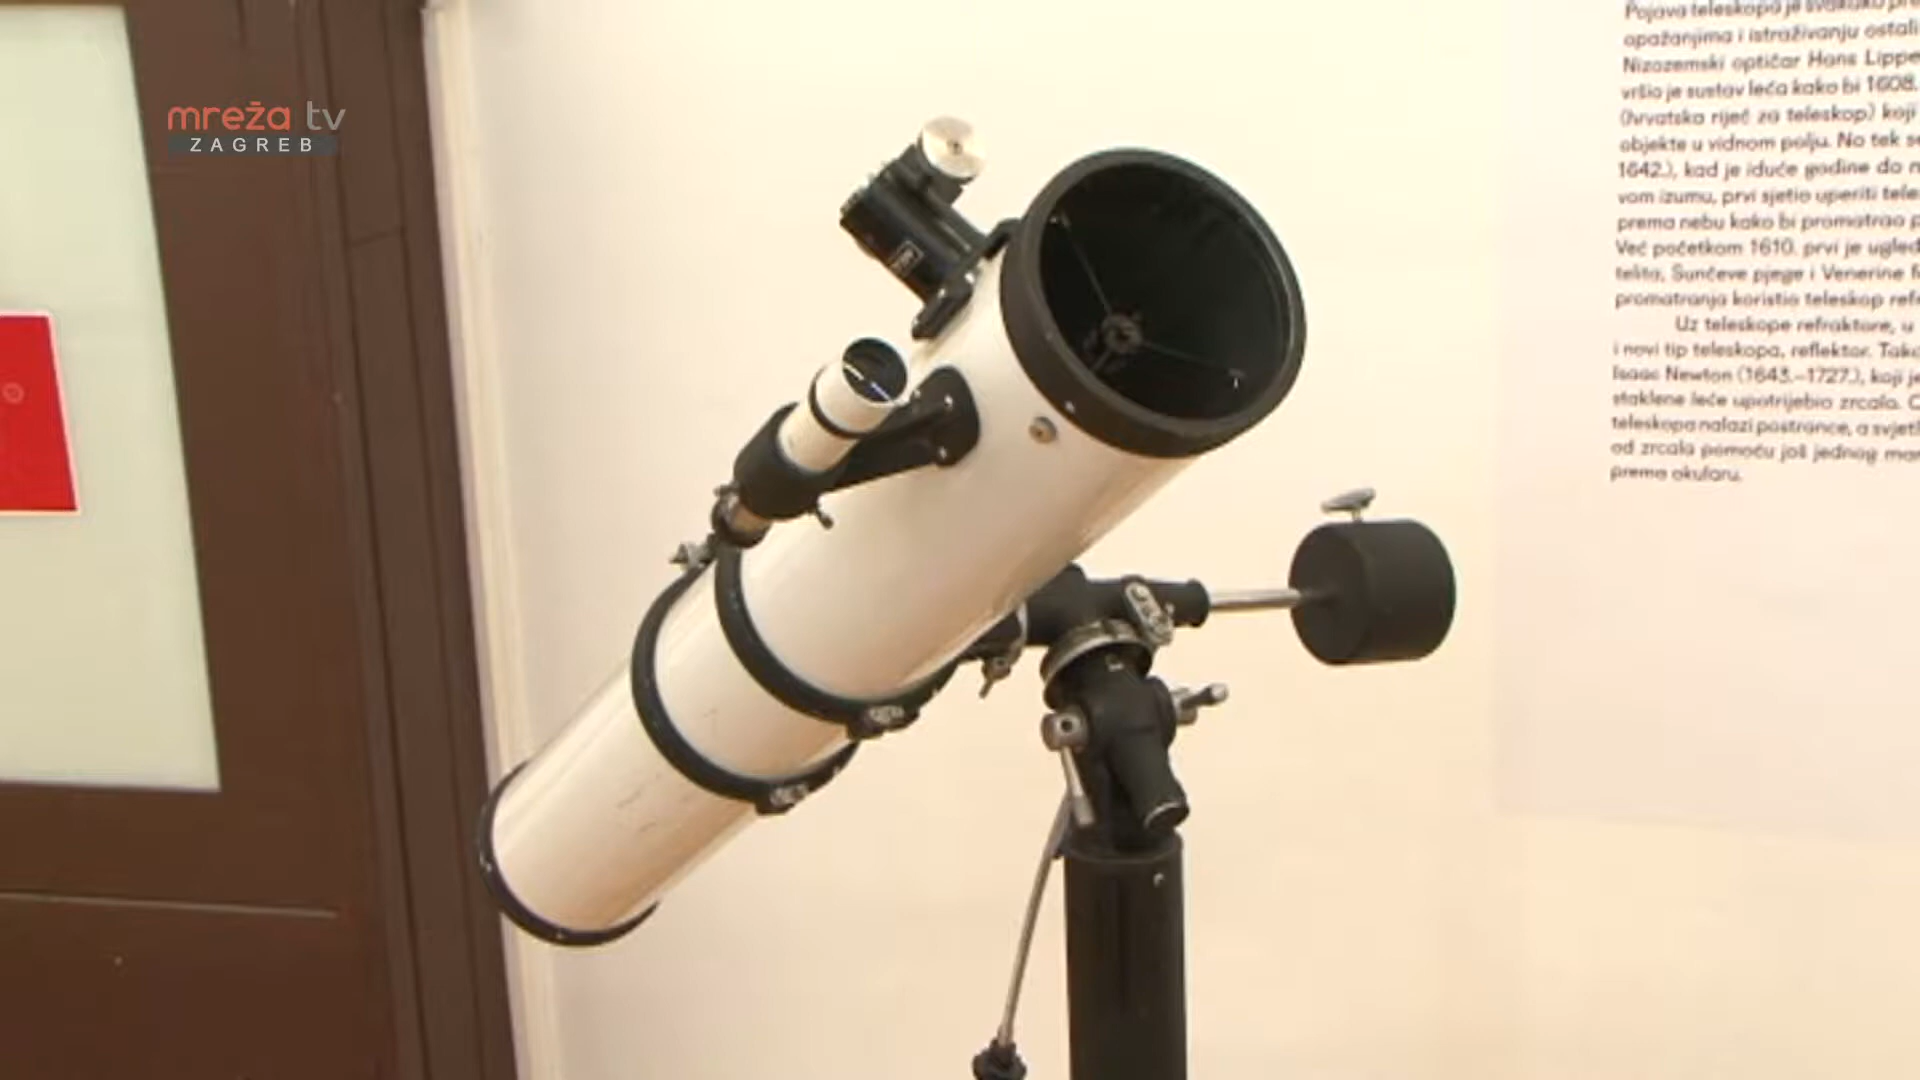 mreža tv
ZAGREB
Pojava teleskopa je svakako
opažanjima i istraživanju ostali
Nizozemski optičar Hans Lippe
vršio je sustav leća kako bi 1608.
(hrvatska riječ za teleskop) koji
objekte u vidnom polju. No tek
1642.), kad je iduće godine do
vom izumu, prvi sjetio uperiti tele
prema nebu kako bi promatrao p
Već početkom 1610. prvi je ugled
telita, Sunčeve pjege i Venerine
promatranja koristio teleskop refr
Uz teleskope refraktore, u
i novi tip teleskopa, reflektor. Tako
Isaac Newton (1643.–1727.), koji je
staklene leće upotrijebio zrcala. O
teleskopa nalazi postrance, a svjetl
od zrcala pomoću još jednog man
prema okularu.